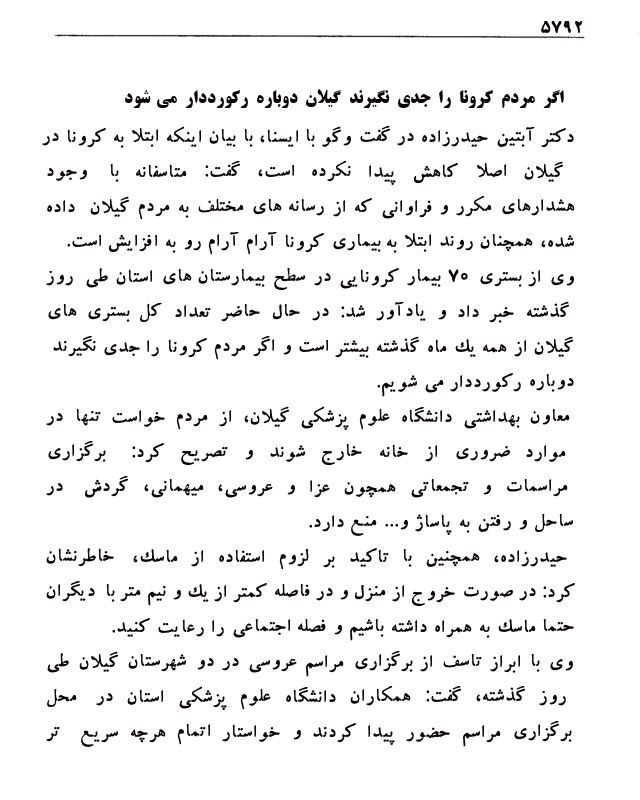 ۵۷۹۲
اگر مردم کرونا را جدی نگیرند گیلان دوباره رکورددار می شود
دکتر آبتین حیدرزاده در گفت وگو با ایسنا، با بیان اینکه ابتلا به کرونا در
گیلان اصلا کاهش پیدا نکرده است، گفت: متاسفانه با وجود
هشدارهای مکرر و فراوانی که از رسانه های مختلف به مردم گیلان داده
شده، همچنان روند ابتلا به بیماری کرونا آرام آرام رو به افزایش است.
وی از بستری ۷۰ بیمار کرونایی در سطح بیمارستان های استان طی روز
گذشته خبر داد و یادآور شد: در حال حاضر تعداد کل بستری های
گیلان از همه یك ماه گذشته بیشتر است و اگر مردم کرونا را جدی نگیرند
دوباره رکورددار می شویم.
معاون بهداشتی دانشگاه علوم پزشکی گیلان، از مردم خواست تنها در
موارد ضروری از خانه خارج شوند و تصریح کرد: برگزاری
مراسمات و تجمعاتی همچون عزا و عروسی، میهمانی، گردش در
ساحل و رفتن به پاساژ و... منع دارد.
حیدرزاده، همچنین با تاکید بر لزوم استفاده از ماسك، خاطرنشان
کرد: در صورت خروج از منزل و در فاصله کمتر از یك و نیم متر با دیگران
حتما ماسك به همراه داشته باشیم و فصله اجتماعی را رعایت کنید.
وی با ابراز تاسف از برگزاری مراسم عروسی در دو شهرستان گیلان طی
روز گذشته، گفت: همکاران دانشگاه علوم پزشکی استان در محل
برگزاری مراسم حضور پیدا کردند و خواستار اتمام هرچه سریع تر